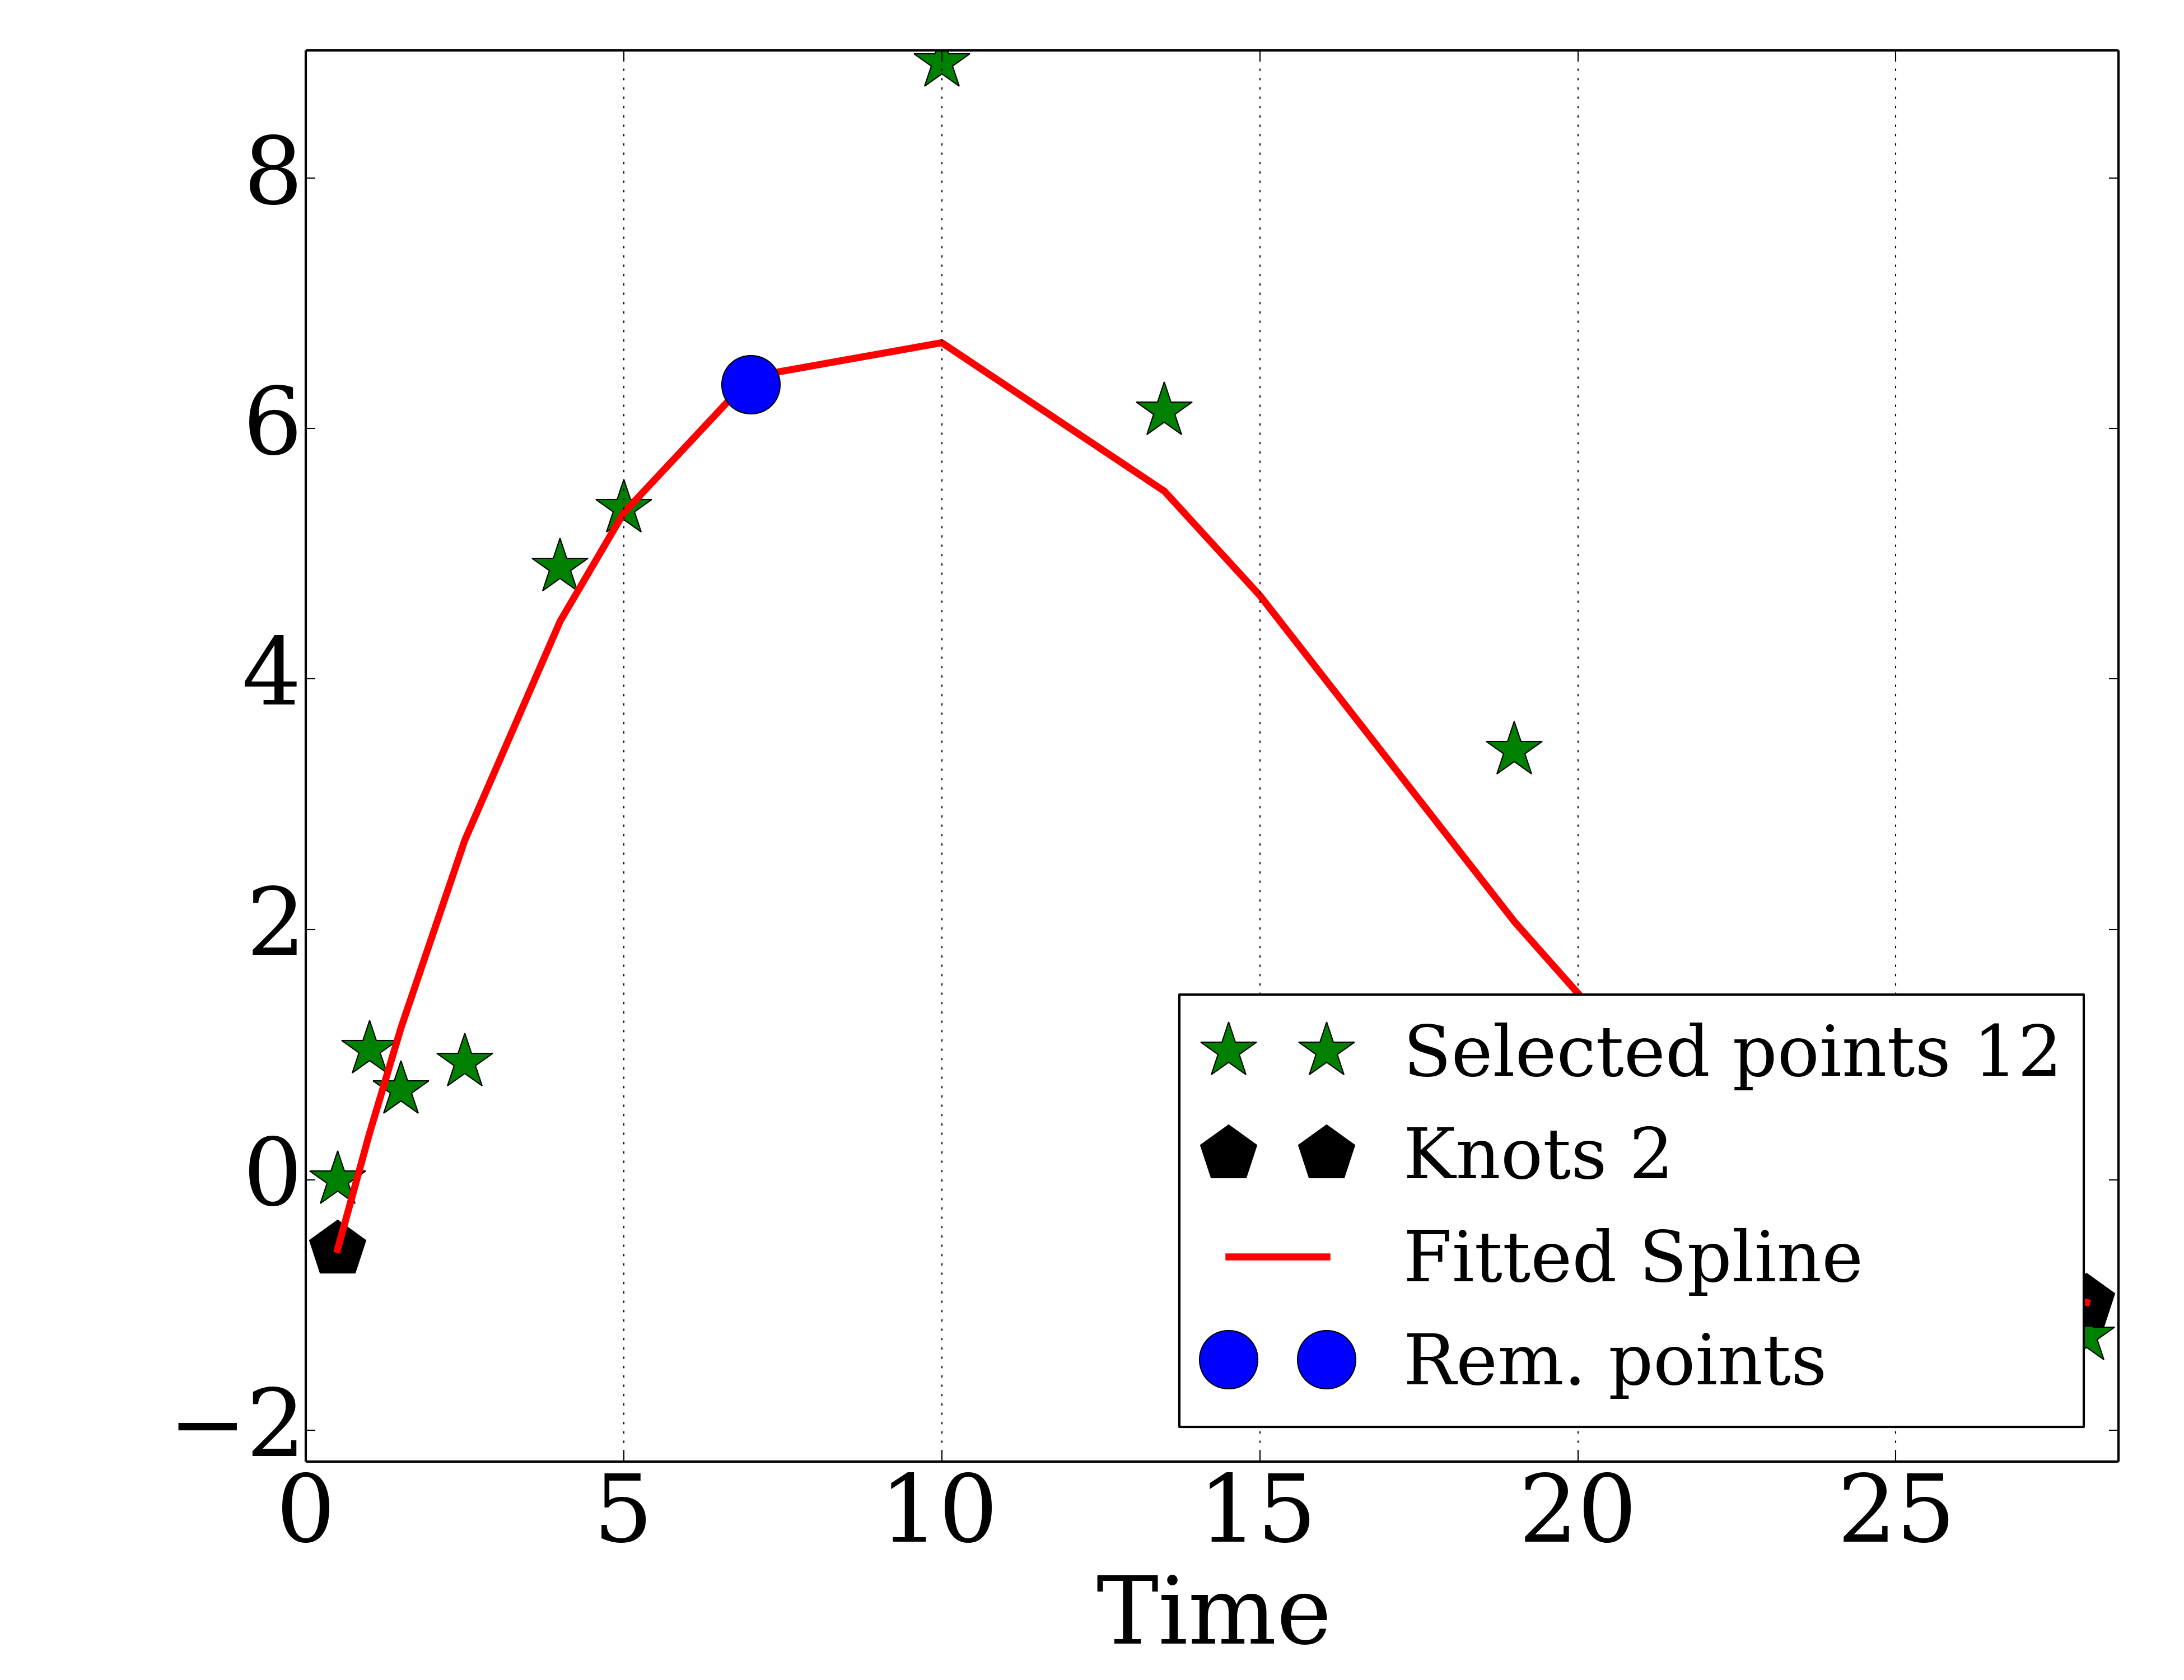 8
6
4
2
0
−2
0 5 10 15 20 25
Time
Selected points 12
Knots 2
Fitted Spline
Rem. points